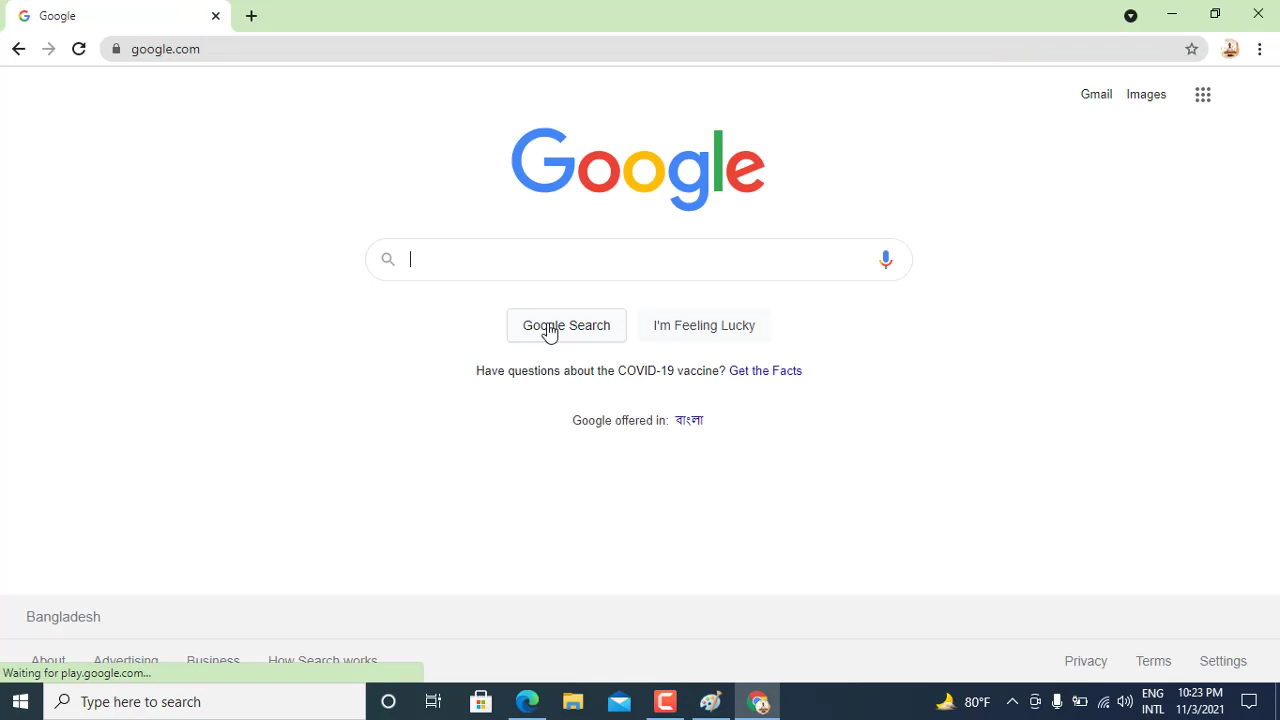 Google
google.com
Gmail Images
Google
Google Search I'm Feeling Lucky
Have questions about the COVID-19 vaccine? Get the Facts
Google offered in: বাংলা
Bangladesh
About Advertising Business How Search works Privacy Terms Settings
Waiting for play.google.com...
Type here to search 80°F ENG INTL 10:23 PM 11/3/2021